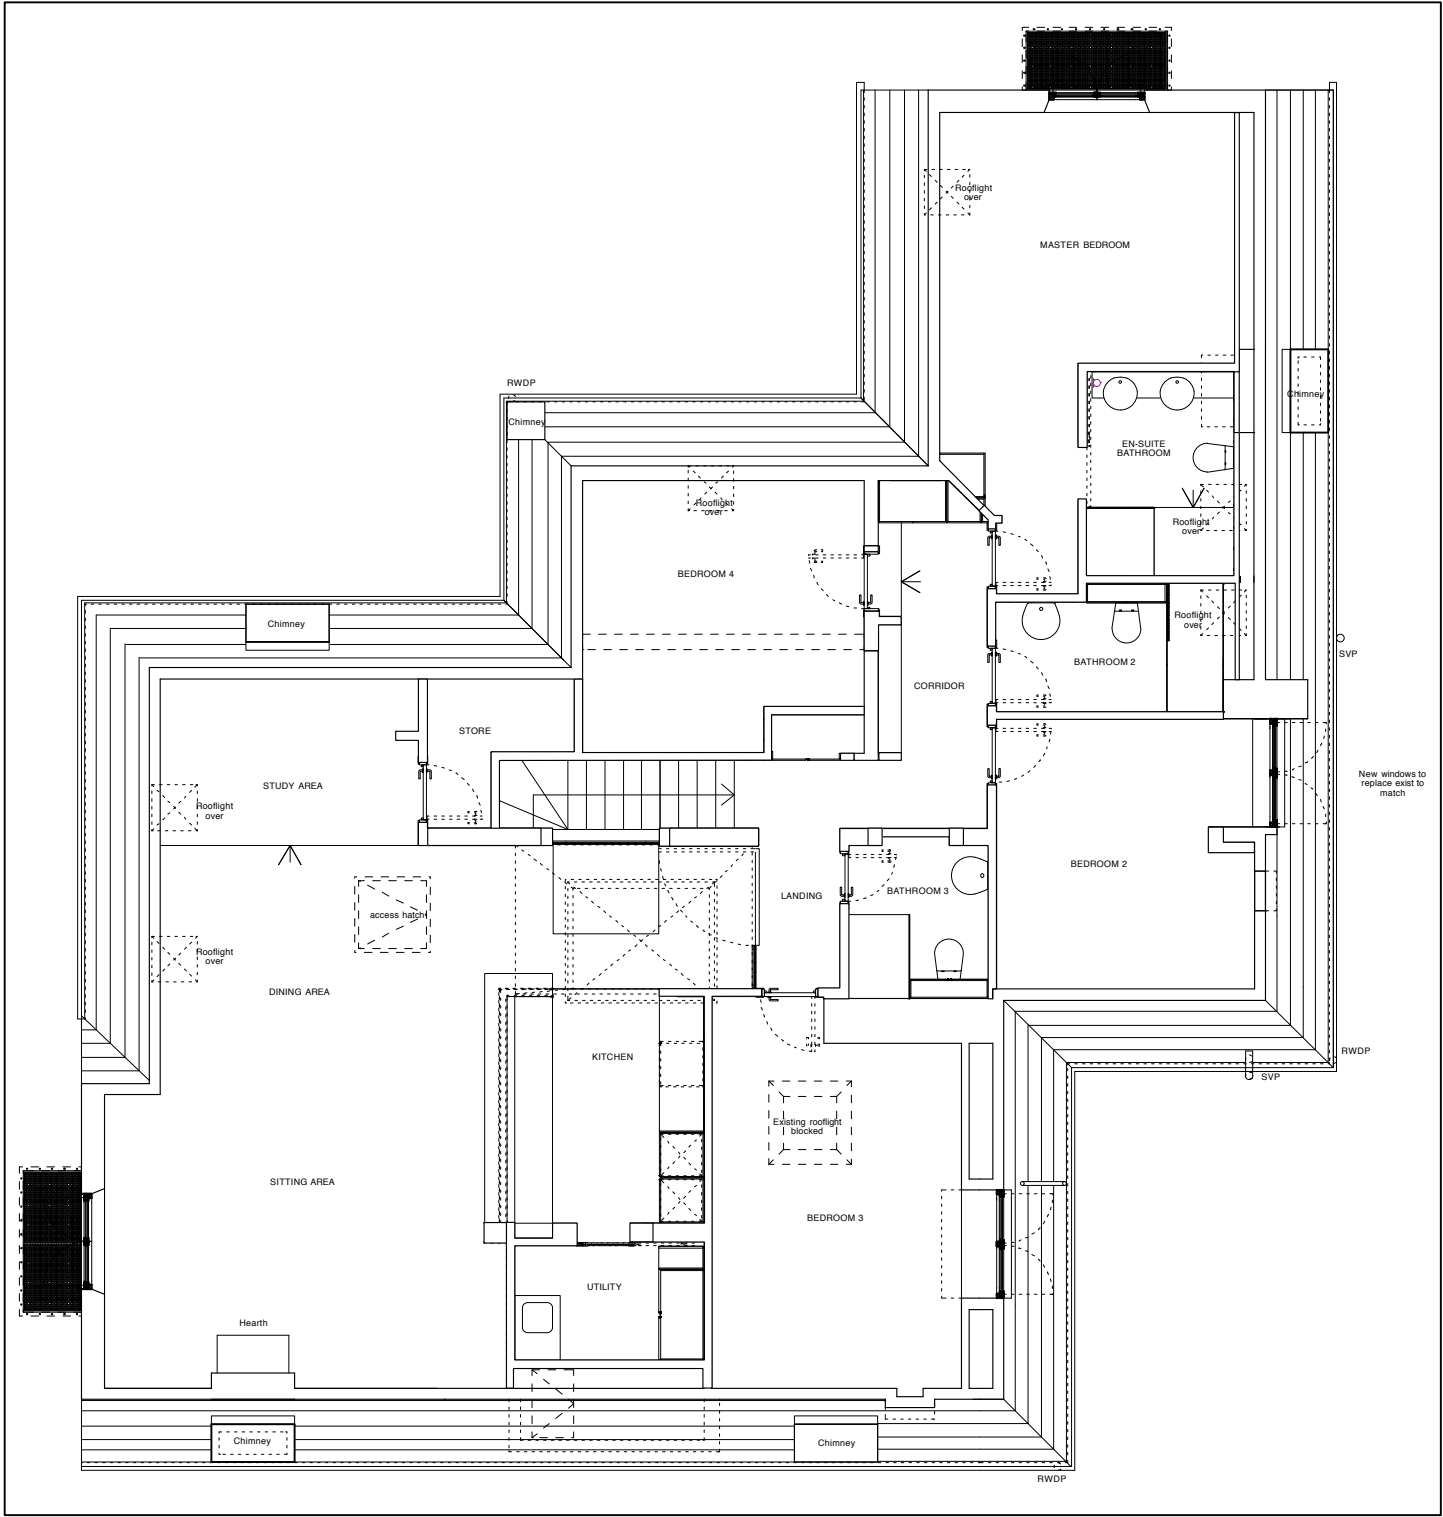 Rooflight
over
MASTER BEDROOM
RWDP
Chimney
Chimney
EN-SUITE
BATHROOM
Rooflight
over
Rooflight
over
BEDROOM 4
Rooflight
over
Chimney
SVP
BATHROOM 2
CORRIDOR
STORE
STUDY AREA
New windows to
replace exist to
match
Rooflight
over
BEDROOM 2
BATHROOM 3
LANDING
access hatch
Rooflight
over
DINING AREA
KITCHEN
RWDP
SVP
Existing rooflight
blocked
SITTING AREA
BEDROOM 3
UTILITY
Hearth
Chimney
Chimney
RWDP